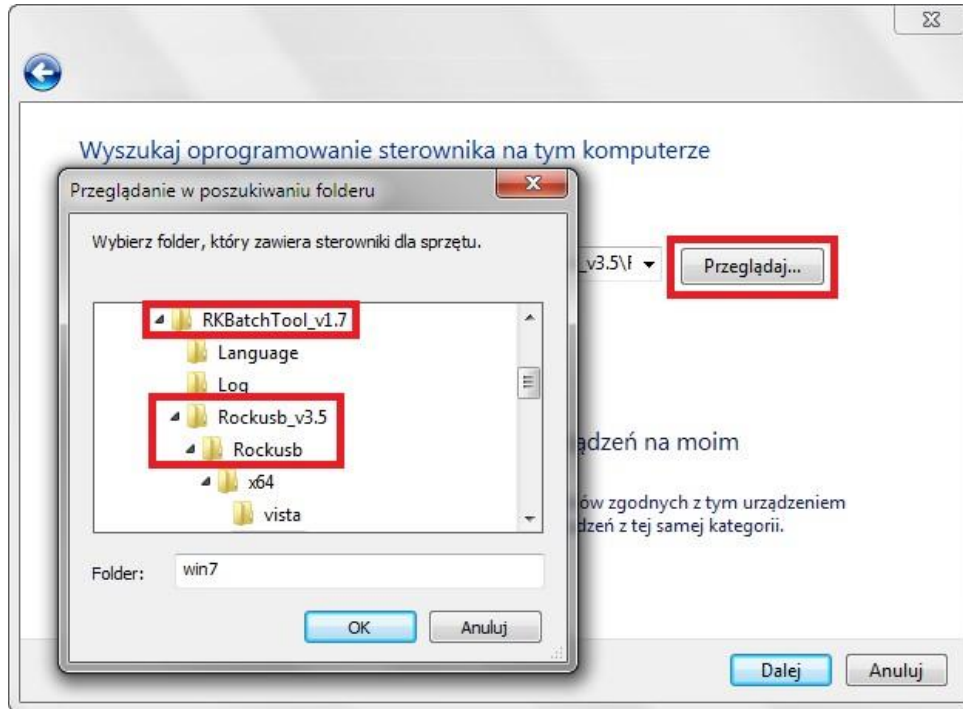 Wyszukaj oprogramowanie sterownika na tym komputerze
Przeglądanie w poszukiwaniu folderu
Wybierz folder, który zawiera sterowniki dla sprzętu.
_v3.5\F
Przeglądaj...
RKBatchTool_v1.7
Language
Log
Rockusb_v3.5
Rockusb
x64
vista
Folder: win7
OK Anuluj
ądzeń na moim
ów zgodnych z tym urządzeniem
dzeń z tej samej kategorii.
Dalej Anuluj